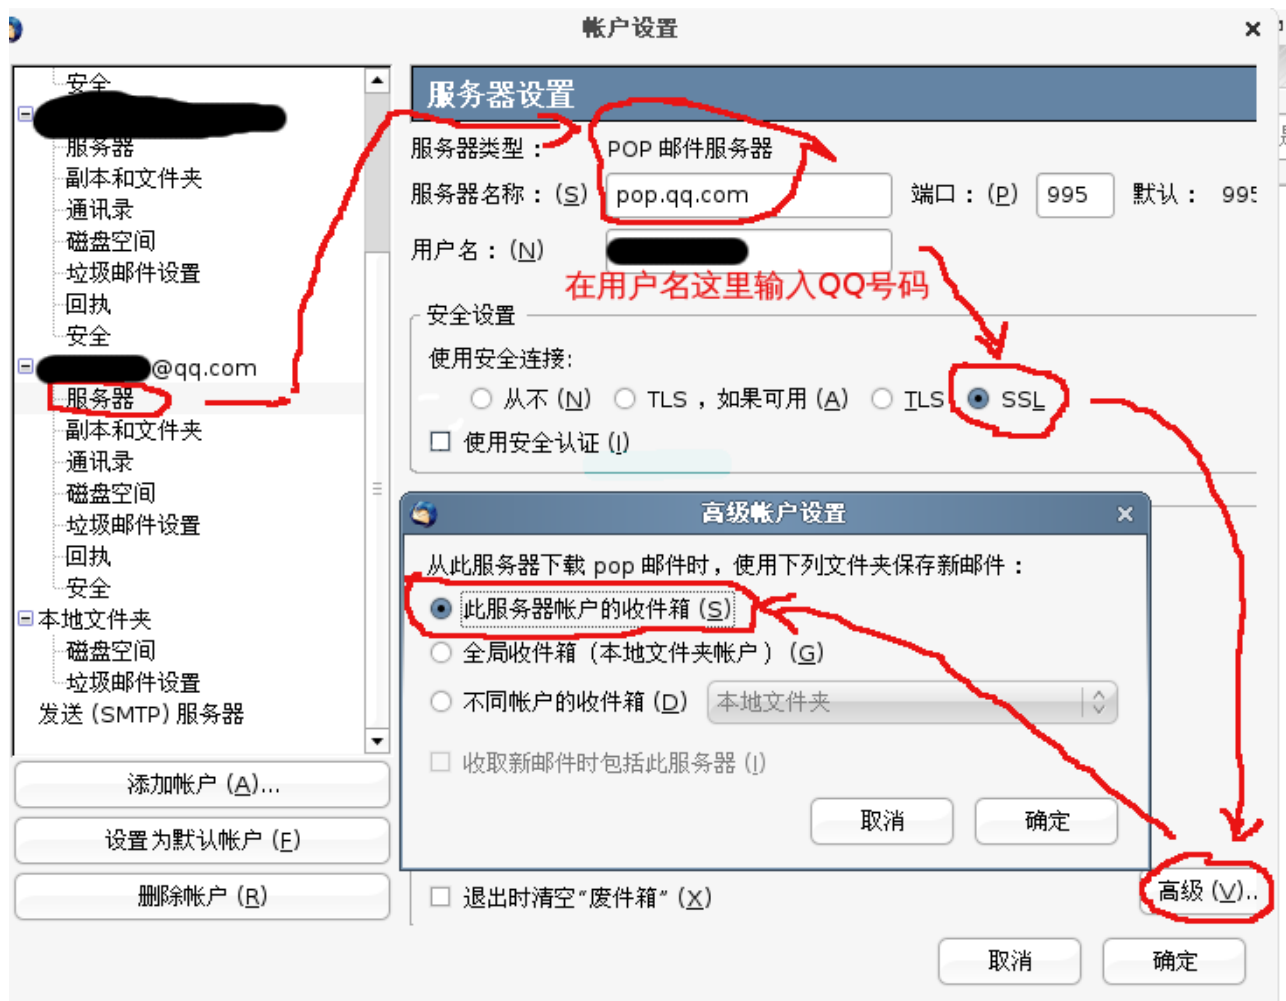 帐户设置
安全
服务器
副本和文件夹
通讯录
磁盘空间
垃圾邮件设置
回执
安全
@qq.com
服务器
副本和文件夹
通讯录
磁盘空间
垃圾邮件设置
回执
安全
本地文件夹
磁盘空间
垃圾邮件设置
发送 (SMTP) 服务器
添加帐户 (A)...
设置为默认帐户 (F)
删除帐户 (R)
服务器设置
服务器类型： POP 邮件服务器
服务器名称： (S) pop.qq.com 端口： (P) 995 默认： 995
用户名： (N)
在用户名这里输入QQ号码
安全设置
使用安全连接:
从不 (N) TLS ，如果可用 (A) TLS SSL
使用安全认证 (I)
高级帐户设置
从此服务器下载 pop 邮件时，使用下列文件夹保存新邮件：
此服务器帐户的收件箱 (S)
全局收件箱（本地文件夹帐户） (G)
不同帐户的收件箱 (D) 本地文件夹
收取新邮件时包括此服务器 (I)
取消 确定
退出时清空“废件箱” (X)
高级 (V)..
取消 确定